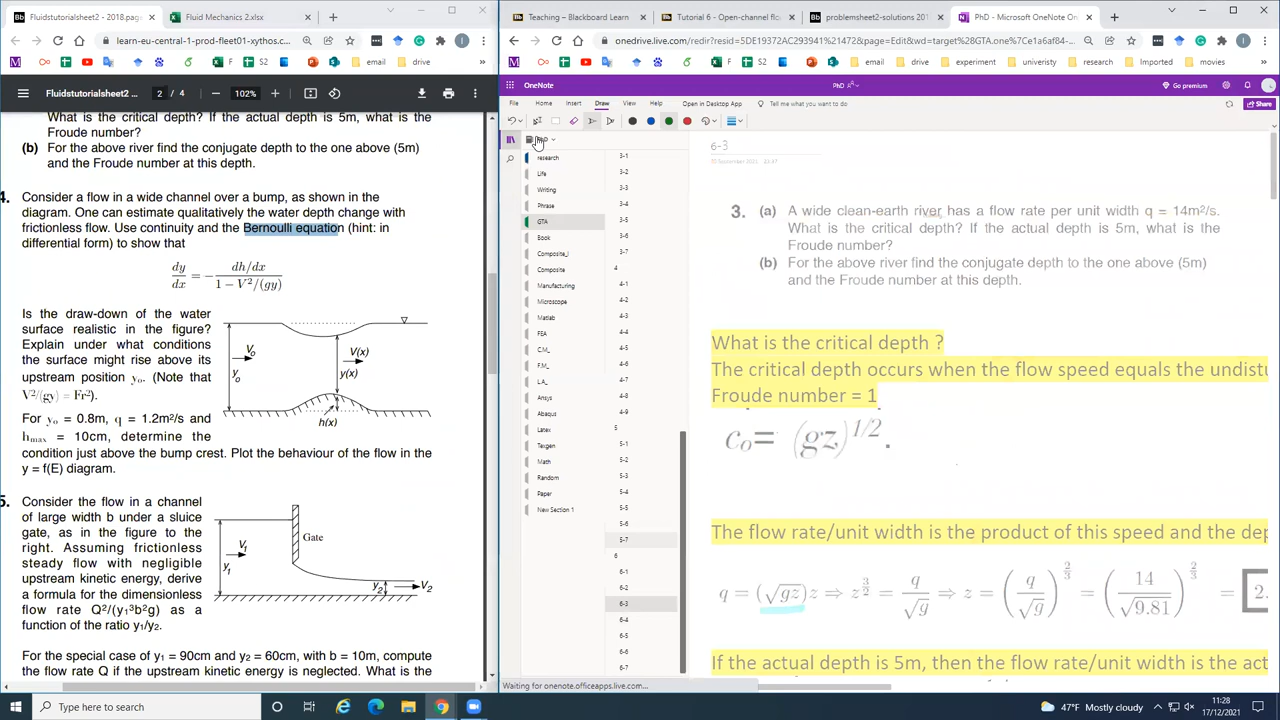 Fluidstutorialsheet2 - 2018.page
Fluid Mechanics 2.xlsx
Teaching – Blackboard Learn
Tutorial 6 - Open-channel flo
problemsheet2-solutions 201
PhD - Microsoft OneNote On
learn-eu-central-1-prod-fleet01-xythos.c
onedrive.live.com/redir?resid=5DE19372AC293941%21472&page=Edit&wd=target%28GTA.one%7Ce1a6af84-
F
S2
email
drive
F
S2
email
drive
experiment
univeristy
research
Imported
movies
Fluidstutorialsheet2...
2 / 4
102%
OneNote
PhD
Go premium
File
Home
Insert
Draw
View
Help
Open in Desktop App
Tell me what you want to do
Share
What is the critical depth? If the actual depth is 5m, what is the
Froude number?
(b) For the above river find the conjugate depth to the one above (5m)
and the Froude number at this depth.
4. Consider a flow in a wide channel over a bump, as shown in the
diagram. One can estimate qualitatively the water depth change with
frictionless flow. Use continuity and the Bernoulli equation (hint: in
differential form) to show that
dy/dx = − (dh/dx)/(1 − V²/(gy))
Is the draw-down of the water
surface realistic in the figure?
Explain under what conditions
the surface might rise above its
upstream position yo. (Note that
V²/(gy) = Fr²).
For yo = 0.8m, q = 1.2m²/s and
hmax = 10cm, determine the
condition just above the bump crest. Plot the behaviour of the flow in the
y = f(E) diagram.
Vo
yo
V(x)
y(x)
h(x)
5. Consider the flow in a channel
of large width b under a sluice
gate, as in the figure to the
right. Assuming frictionless
steady flow with negligible
upstream kinetic energy, derive
a formula for the dimensionless
flow rate Q²/(y1³b²g) as a
function of the ratio y1/y2.
Gate
V1
y1
y2
V2
For the special case of y1 = 90cm and y2 = 60cm, with b = 10m, compute
the flow rate Q if the upstream kinetic energy is neglected. What is the
research
Life
Writing
Phrase
GTA
Book
Composite_I
Composite
Manufacturing
Microscope
Matlab
FEA
C.M_
F.M_
L.A_
Ansys
Abaqus
Latex
Texgen
Math
Random
Paper
New Section 1
3-1
3-2
3-3
3-4
3-5
3-6
3-7
4
4-1
4-2
4-3
4-4
4-5
4-6
4-7
4-8
4-9
5
5-1
5-2
5-3
5-4
5-5
5-6
5-7
6
6-1
6-2
6-3
6-4
6-5
6-6
6-7
6-3
3. (a) A wide clean-earth river has a flow rate per unit width q = 14m²/s.
What is the critical depth? If the actual depth is 5m, what is the
Froude number?
(b) For the above river find the conjugate depth to the one above (5m)
and the Froude number at this depth.
What is the critical depth ?
The critical depth occurs when the flow speed equals the undistu
Froude number = 1
co = (gz)^1/2.
The flow rate/unit width is the product of this speed and the dep
q = (√gz)z ⇒ z^3/2 = q/√g ⇒ z = (q/√g)^2/3 = (14/√9.81)^2/3 = 2.
If the actual depth is 5m, then the flow rate/unit width is the act
Waiting for onenote.officeapps.live.com...
Type here to search
47°F Mostly cloudy
11:28
17/12/2021